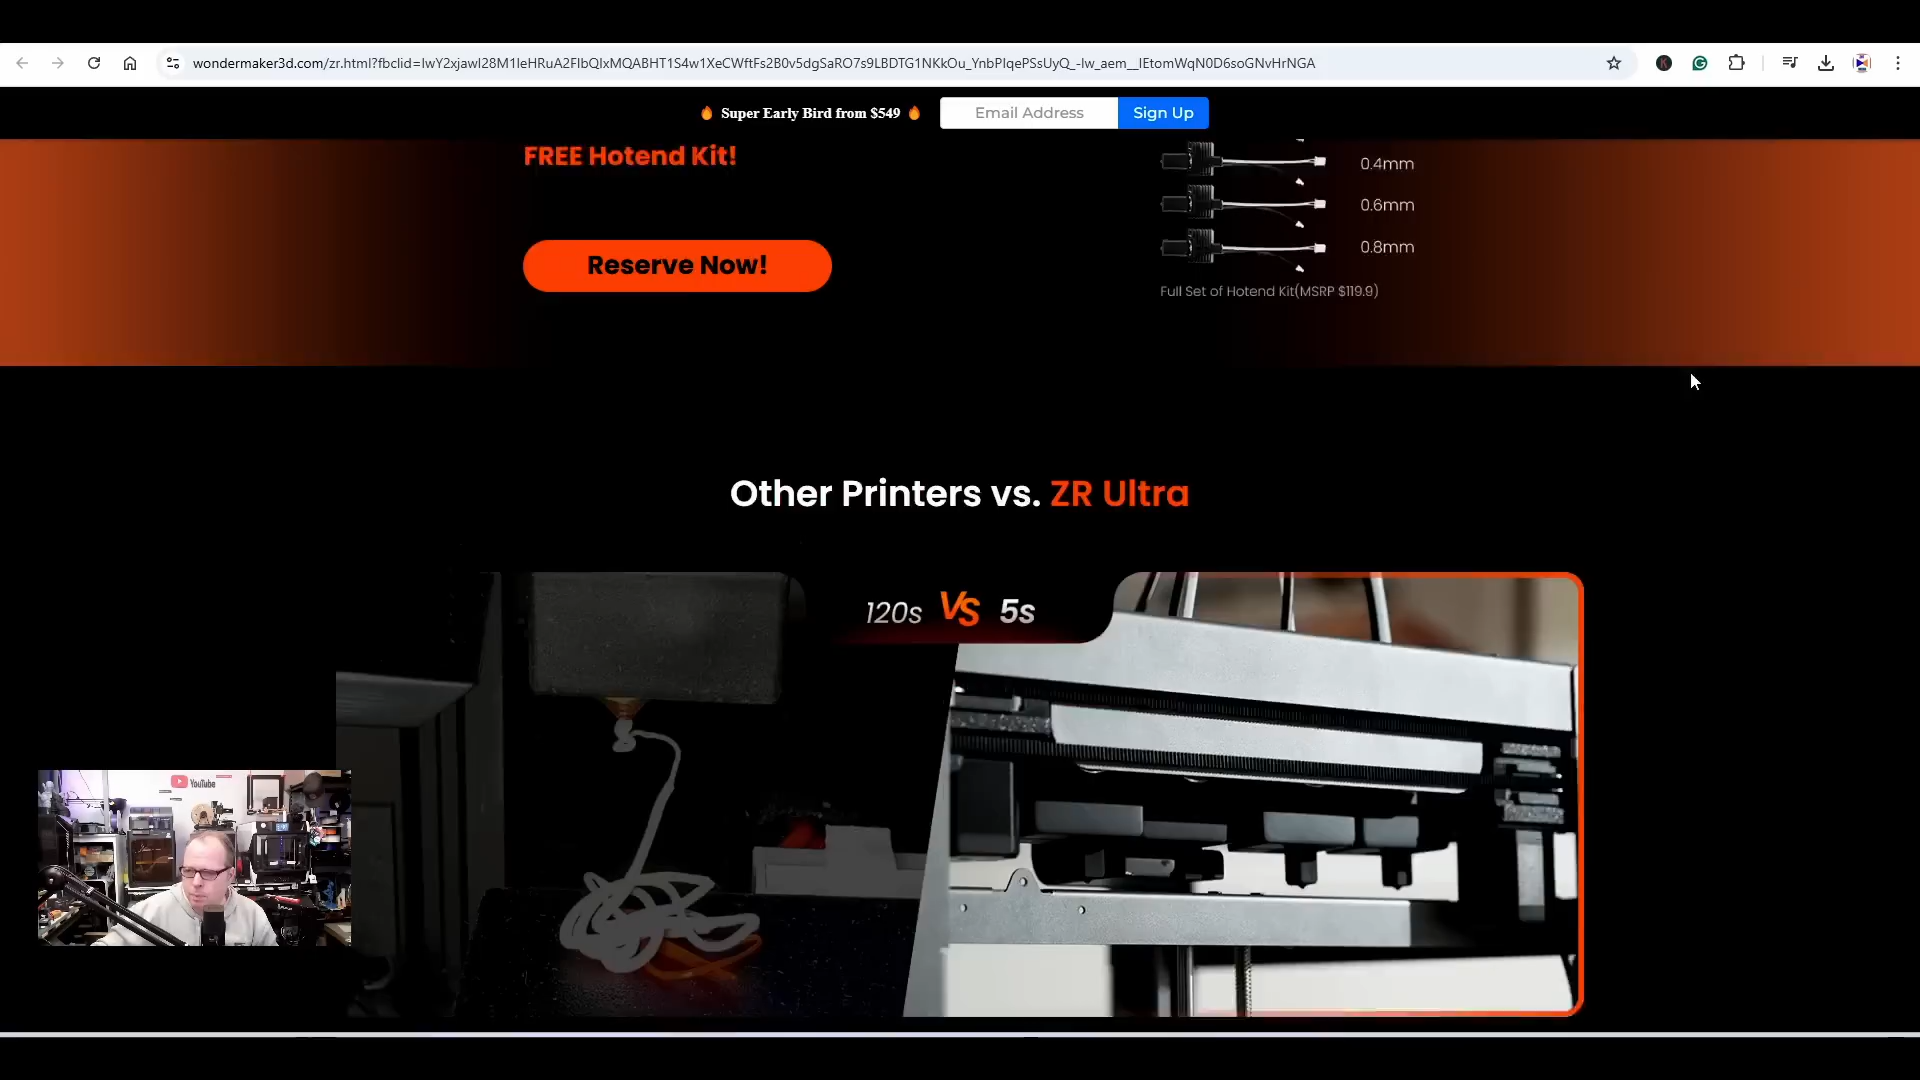 wondermaker3d.com/zr.html?fbclid=IwY2xjawI28M1leHRuA2FlbQIxMQABHT1S4w1XeCWftFs2B0v5dgSaRO7s9LBDTG1NKkOu_YnbPIqePSsUyQ_-Iw_aem__lEtomWqN0D6soGNvHrNGA
Super Early Bird from $549
Email Address
Sign Up
FREE Hotend Kit!
0.4mm
0.6mm
0.8mm
Reserve Now!
Full Set of Hotend Kit(MSRP $119.9)
Other Printers vs. ZR Ultra
120s VS 5s
YouTube